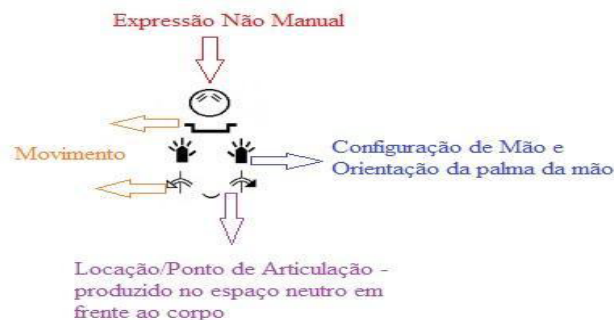 Expressão Não Manual
Movimento
Configuração de Mão e
Orientação da palma da mão
Locação/Ponto de Articulação -
produzido no espaço neutro em
frente ao corpo